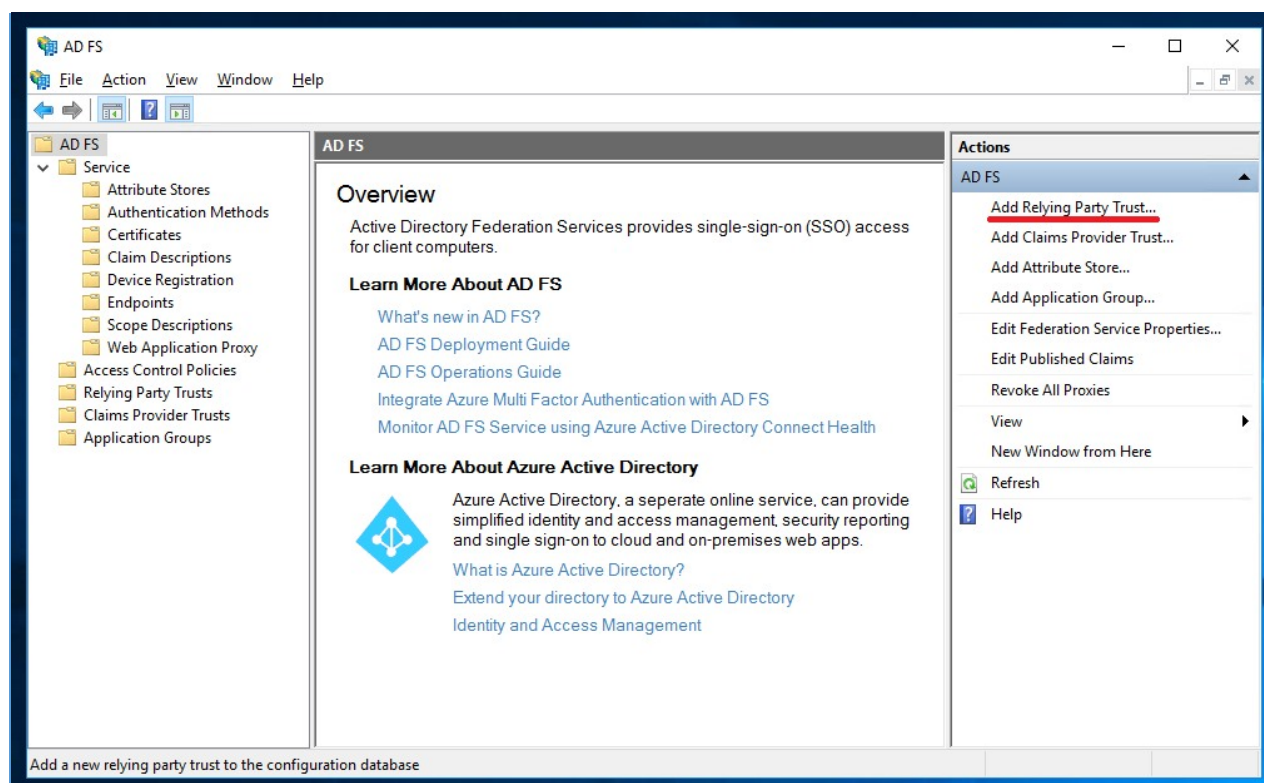 AD FS
File Action View Window Help
AD FS
Service
Attribute Stores
Authentication Methods
Certificates
Claim Descriptions
Device Registration
Endpoints
Scope Descriptions
Web Application Proxy
Access Control Policies
Relying Party Trusts
Claims Provider Trusts
Application Groups
AD FS
Overview
Active Directory Federation Services provides single-sign-on (SSO) access
for client computers.
Learn More About AD FS
What's new in AD FS?
AD FS Deployment Guide
AD FS Operations Guide
Integrate Azure Multi Factor Authentication with AD FS
Monitor AD FS Service using Azure Active Directory Connect Health
Learn More About Azure Active Directory
Azure Active Directory, a seperate online service, can provide
simplified identity and access management, security reporting
and single sign-on to cloud and on-premises web apps.
What is Azure Active Directory?
Extend your directory to Azure Active Directory
Identity and Access Management
Actions
AD FS
Add Relying Party Trust...
Add Claims Provider Trust...
Add Attribute Store...
Add Application Group...
Edit Federation Service Properties...
Edit Published Claims
Revoke All Proxies
View
New Window from Here
Refresh
Help
Add a new relying party trust to the configuration database